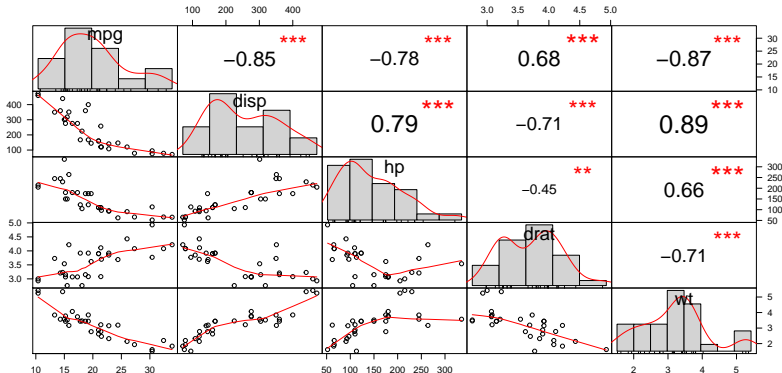 100 200 300 400
3.0 3.5 4.0 4.5 5.0
mpg
−0.85 ***
−0.78 ***
0.68 ***
−0.87 ***
10 15 20 25 30
100 200 300 400
disp
0.79 ***
−0.71 ***
0.89 ***
hp
−0.45 **
0.66 ***
50 100 150 200 250 300
3.0 3.5 4.0 4.5 5.0
drat
−0.71 ***
wt
2 3 4 5
10 15 20 25 30
50 100 150 200 250 300
2 3 4 5